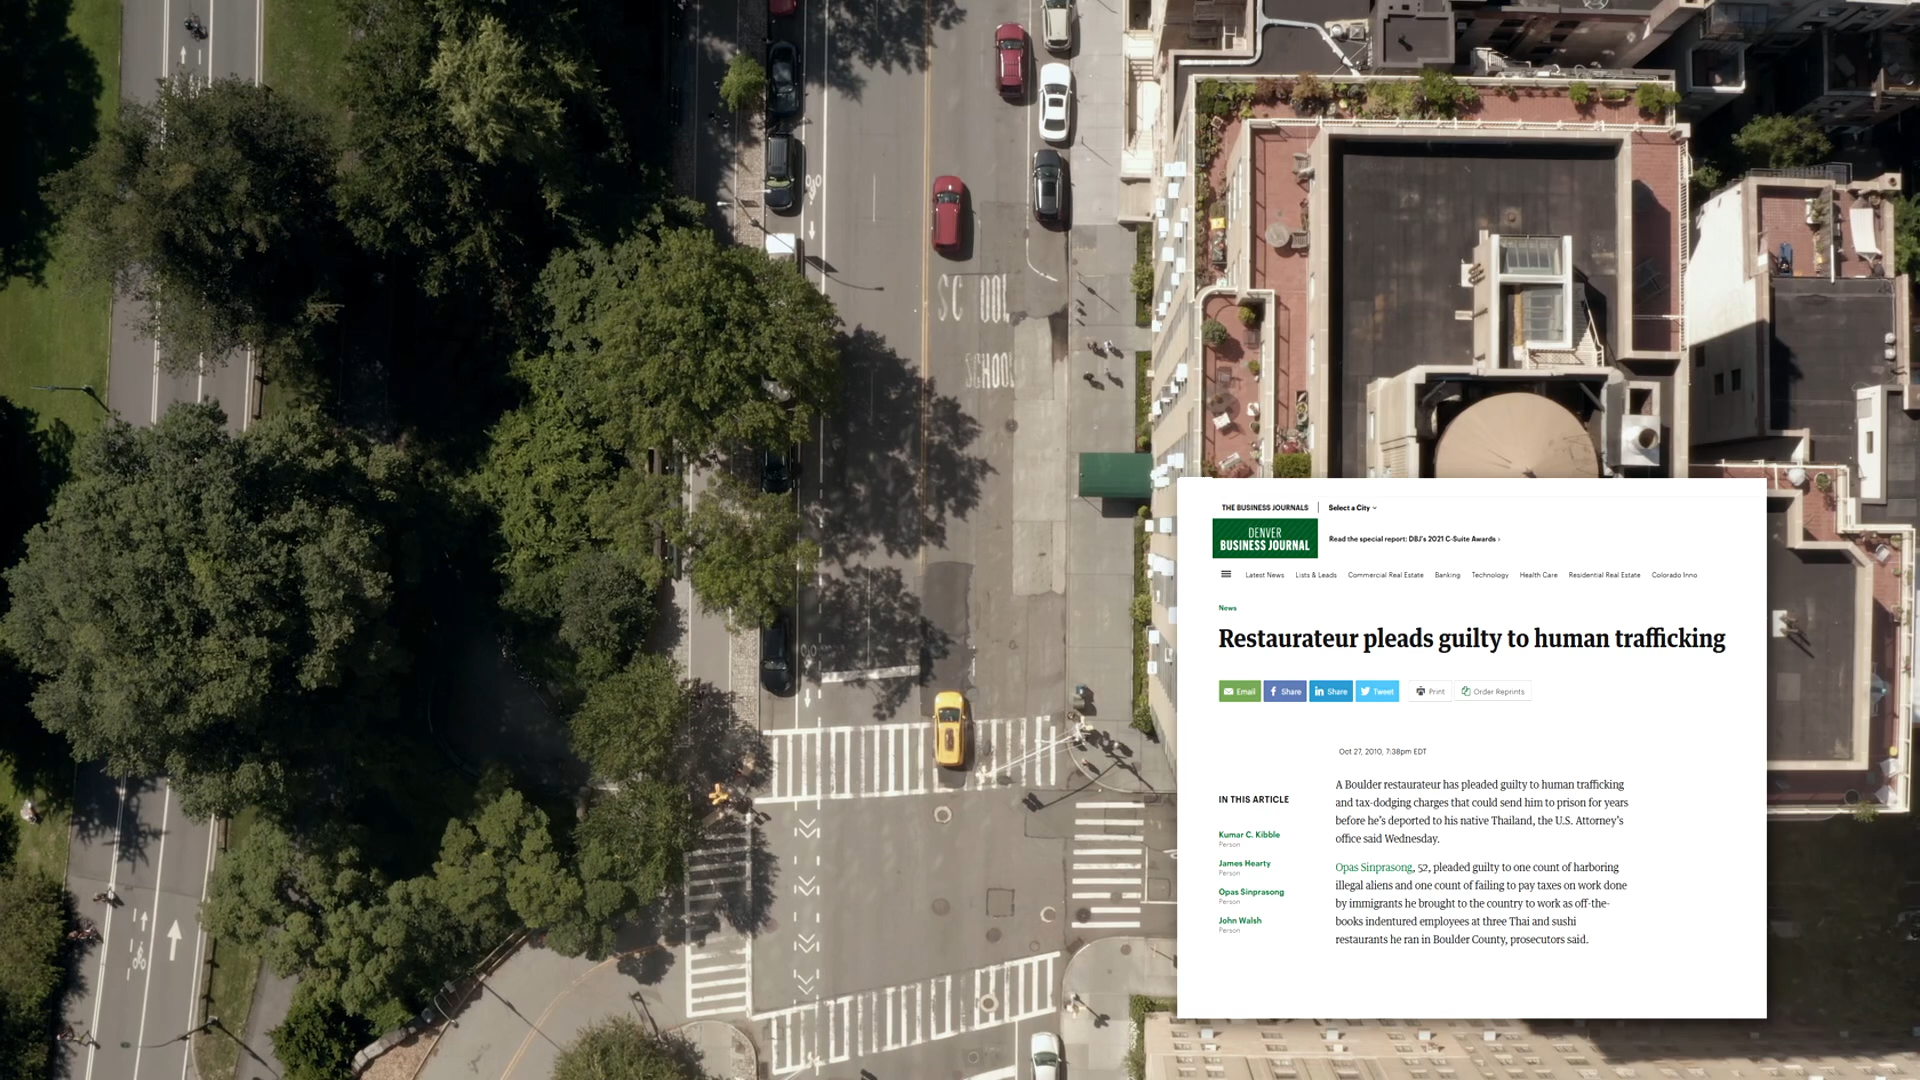 SCOOL
SCHOOL
THE BUSINESS JOURNALS
Select a City
DENVER
BUSINESS JOURNAL
Read the special report: DBJ's 2021 C-Suite Awards ›
Latest News Lists & Leads Commercial Real Estate Banking Technology Health Care Residential Real Estate Colorado Inno
News
Restaurateur pleads guilty to human trafficking
Email Share Share Tweet Print Order Reprints
Oct 27, 2010, 7:38pm EDT
IN THIS ARTICLE
Kumar C. Kibble
Person
James Hearty
Person
Opas Sinprasong
Person
John Walsh
Person
A Boulder restaurateur has pleaded guilty to human trafficking
and tax-dodging charges that could send him to prison for years
before he's deported to his native Thailand, the U.S. Attorney's
office said Wednesday.
Opas Sinprasong, 52, pleaded guilty to one count of harboring
illegal aliens and one count of failing to pay taxes on work done
by immigrants he brought to the country to work as off-the-
books indentured employees at three Thai and sushi
restaurants he ran in Boulder County, prosecutors said.